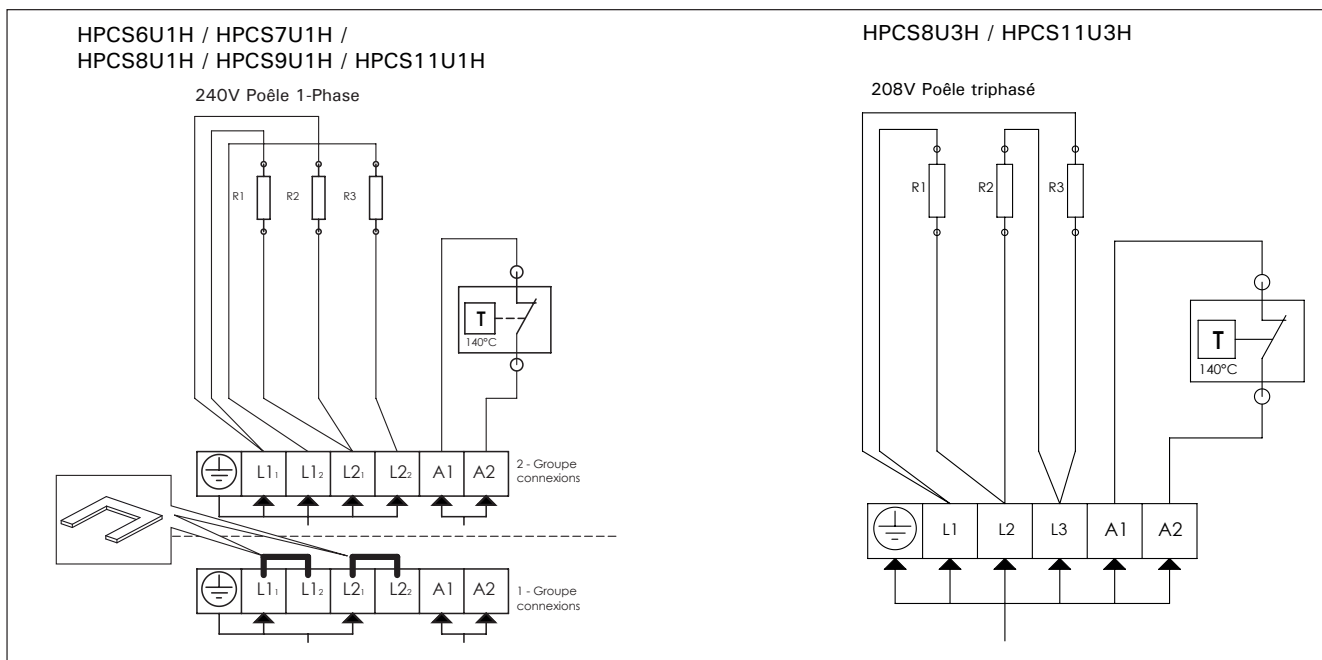 HPCS6U1H / HPCS7U1H /
HPCS8U1H / HPCS9U1H / HPCS11U1H
240V Poêle 1-Phase
R1 R2 R3
T
140°C
L1₁ L1₂ L2₁ L2₂ A1 A2
2 - Groupe
connexions
L1₁ L1₂ L2₁ L2₂ A1 A2
1 - Groupe
connexions
HPCS8U3H / HPCS11U3H
208V Poêle triphasé
R1 R2 R3
T
140°C
L1 L2 L3 A1 A2